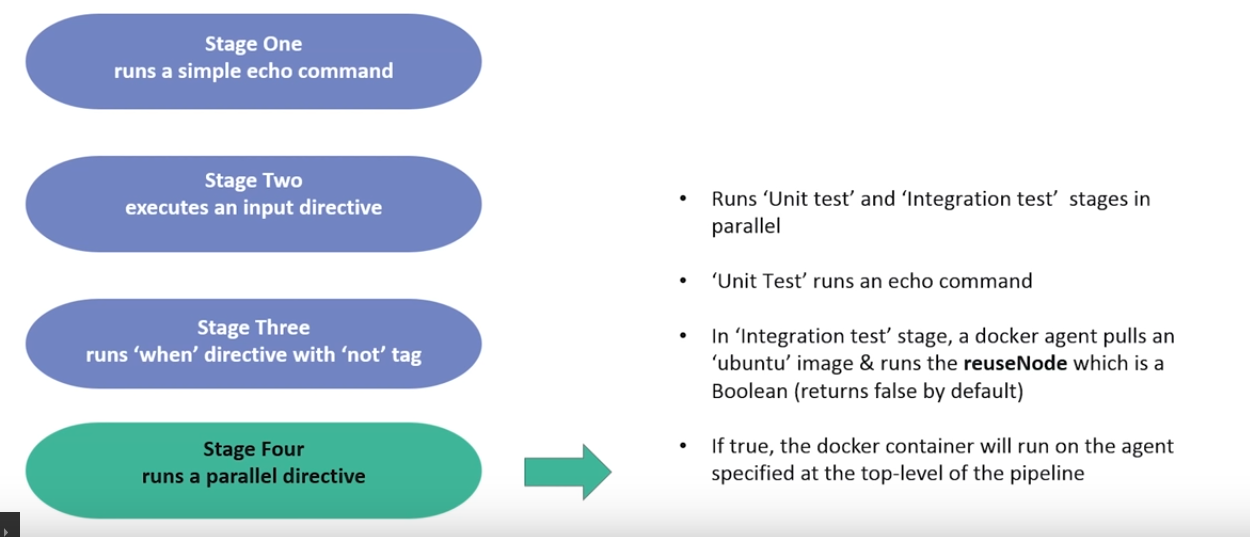 Stage One
runs a simple echo command
Stage Two
executes an input directive
Stage Three
runs ‘when’ directive with ‘not’ tag
Stage Four
runs a parallel directive
• Runs ‘Unit test’ and ‘Integration test’ stages in
parallel
• ‘Unit Test’ runs an echo command
• In ‘Integration test’ stage, a docker agent pulls an
‘ubuntu’ image & runs the reuseNode which is a
Boolean (returns false by default)
• If true, the docker container will run on the agent
specified at the top-level of the pipeline